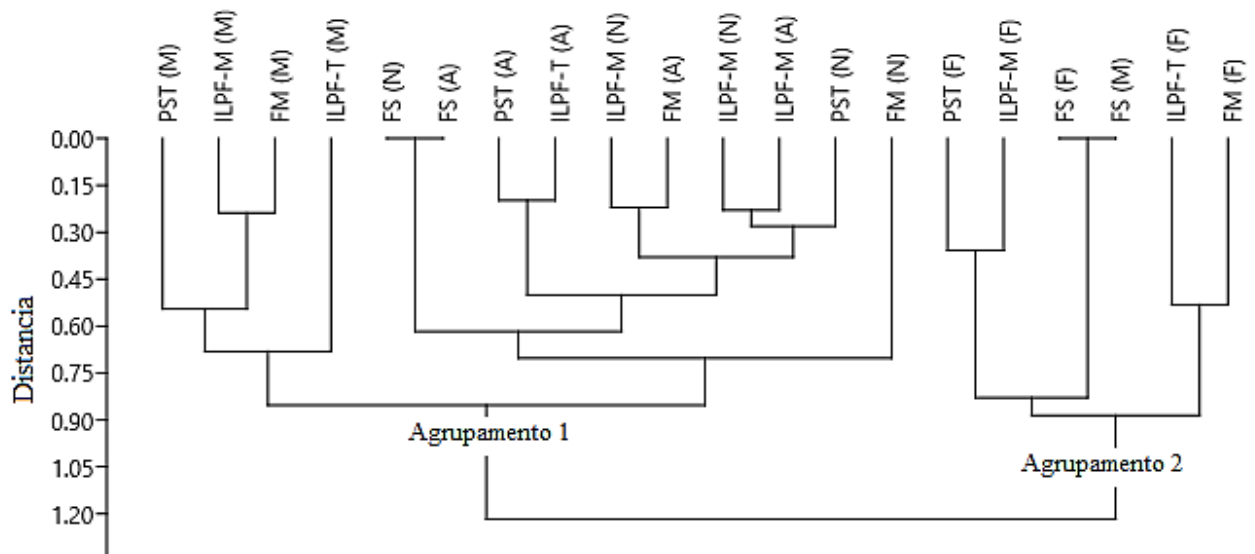 PST (M)
ILPF-M (M)
FM (M)
ILPF-T (M)
FS (N)
FS (A)
PST (A)
ILPF-T (A)
ILPF-M (N)
FM (A)
ILPF-M (N)
ILPF-M (A)
PST (N)
FM (N)
PST (F)
ILPF-M (F)
FS (F)
FS (M)
ILPF-T (F)
FM (F)
0.00
0.15
0.30
0.45
0.60
0.75
0.90
1.05
1.20
Distancia
Agrupamento 1
Agrupamento 2